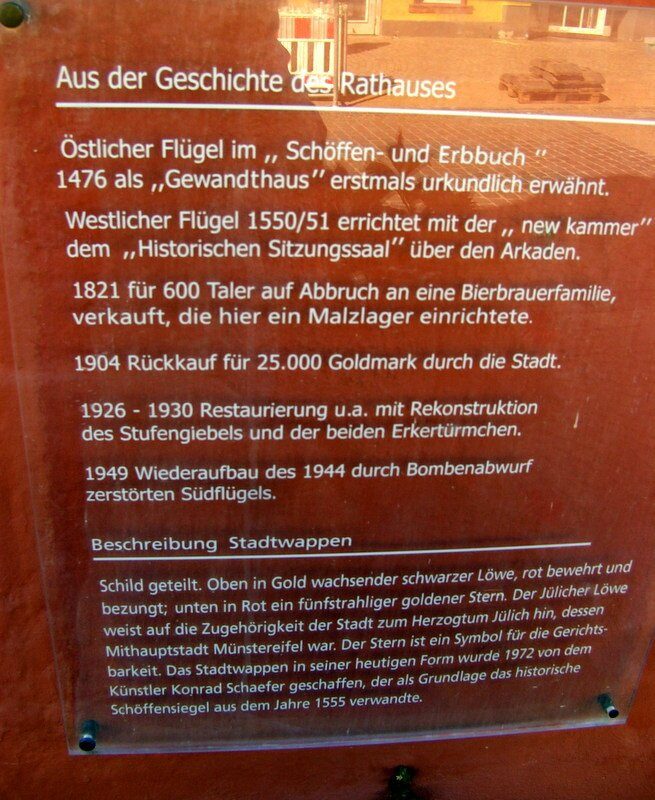 Aus der Geschichte des Rathauses
Östlicher Flügel im „ Schöffen- und Erbbuch "
1476 als „Gewandthaus" erstmals urkundlich erwähnt.
Westlicher Flügel 1550/51 errichtet mit der „ new kammer"
dem „Historischen Sitzungssaal" über den Arkaden.
1821 für 600 Taler auf Abbruch an eine Bierbrauerfamilie,
verkauft, die hier ein Malzlager einrichtete.
1904 Rückkauf für 25.000 Goldmark durch die Stadt.
1926 - 1930 Restaurierung u.a. mit Rekonstruktion
des Stufengiebels und der beiden Erkertürmchen.
1949 Wiederaufbau des 1944 durch Bombenabwurf
zerstörten Südflügels.
Beschreibung Stadtwappen
Schild geteilt. Oben in Gold wachsender schwarzer Löwe, rot bewehrt und
bezungt; unten in Rot ein fünfstrahliger goldener Stern. Der Jülicher Löwe
weist auf die Zugehörigkeit der Stadt zum Herzogtum Jülich hin, dessen
Mithauptstadt Münstereifel war. Der Stern ist ein Symbol für die Gerichts-
barkeit. Das Stadtwappen in seiner heutigen Form wurde 1972 von dem
Künstler Konrad Schaefer geschaffen, der als Grundlage das historische
Schöffensiegel aus dem Jahre 1555 verwandte.